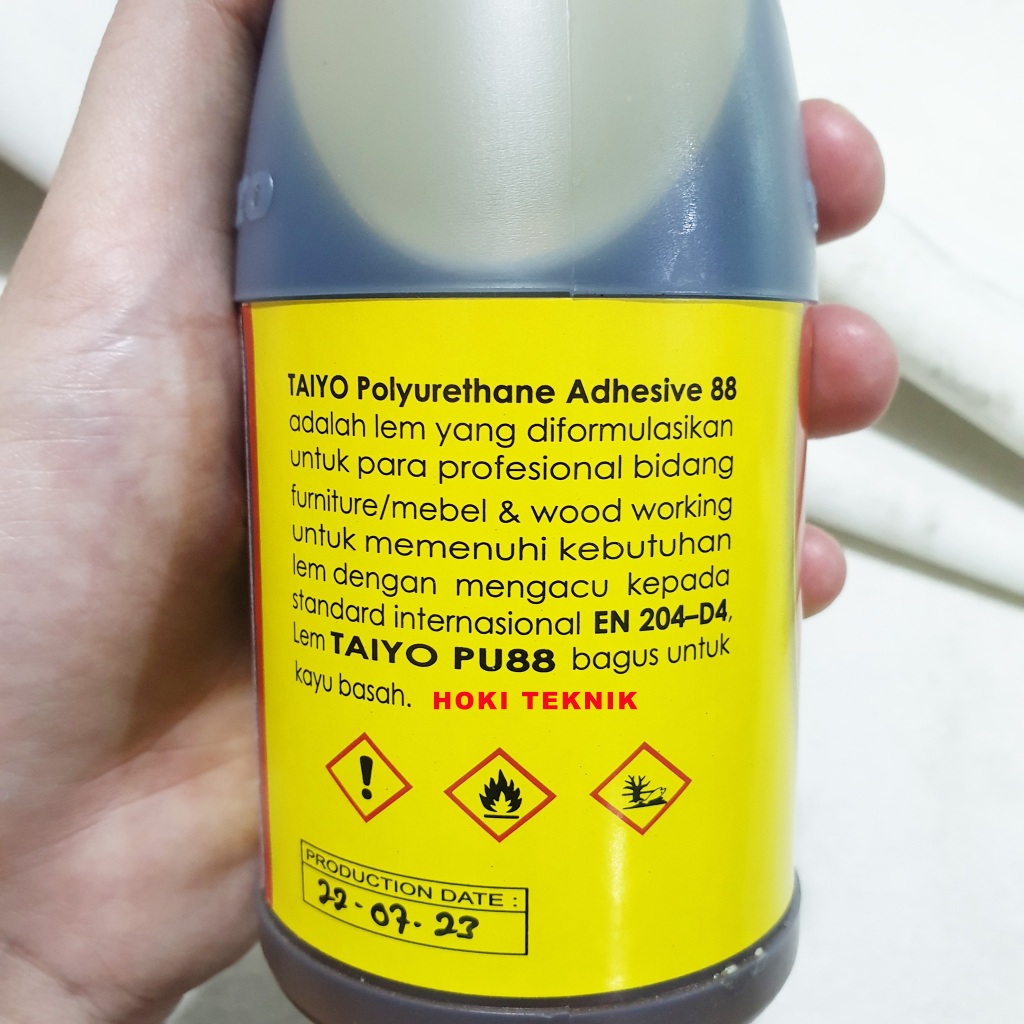 TAIYO Polyurethane Adhesive 88
adalah lem yang diformulasikan
untuk para profesional bidang
furniture/mebel & wood working
untuk memenuhi kebutuhan
lem dengan mengacu kepada
standard internasional EN 204–D4,
Lem TAIYO PU88 bagus untuk
kayu basah. HOKI TEKNIK
PRODUCTION DATE :
22-07-23